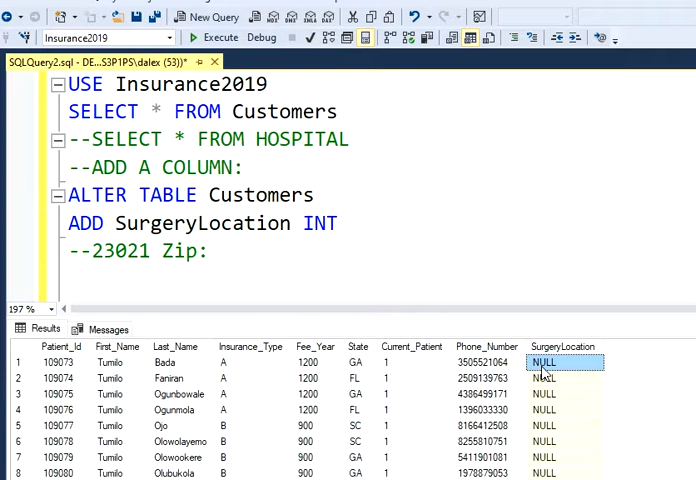 New Query
Insurance2019
Execute Debug
SQLQuery2.sql - DE...S3P1PS\dalex (53))*
USE Insurance2019
SELECT * FROM Customers
--SELECT * FROM HOSPITAL
--ADD A COLUMN:
ALTER TABLE Customers
ADD SurgeryLocation INT
--23021 Zip:
197 %
Results Messages
Patient_Id First_Name Last_Name Insurance_Type Fee_Year State Current_Patient Phone_Number SurgeryLocation
1 109073 Tumilo Bada A 1200 GA 1 3505521064 NULL
2 109074 Tumilo Faniran A 1200 FL 1 2509139763 NULL
3 109075 Tumilo Ogunbowale A 1200 GA 1 4386499171 NULL
4 109076 Tumilo Ogunmola A 1200 FL 1 1396033330 NULL
5 109077 Tumilo Ojo B 900 SC 1 8166412508 NULL
6 109078 Tumilo Olowolayemo B 900 SC 1 8255810751 NULL
7 109079 Tumilo Olowookere B 900 GA 1 5411901081 NULL
8 109080 Tumilo Olubukola B 900 GA 1 1978879053 NULL